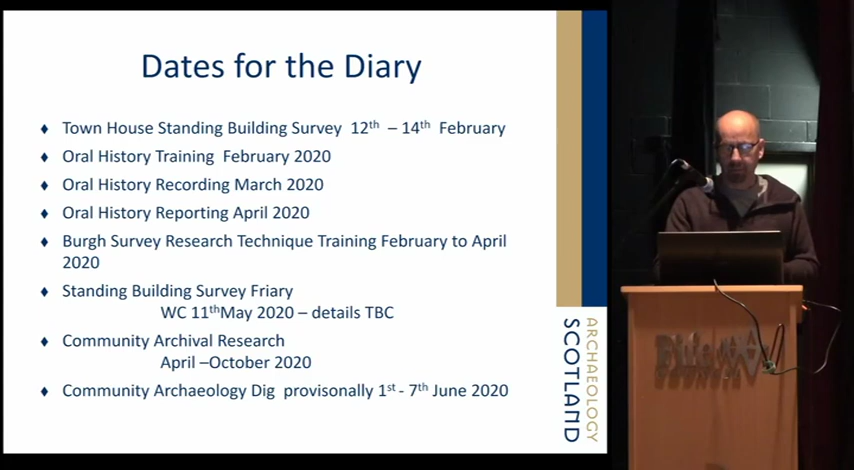 Dates for the Diary
♦ Town House Standing Building Survey 12th – 14th February
♦ Oral History Training February 2020
♦ Oral History Recording March 2020
♦ Oral History Reporting April 2020
♦ Burgh Survey Research Technique Training February to April
2020
♦ Standing Building Survey Friary
WC 11thMay 2020 – details TBC
♦ Community Archival Research
April –October 2020
♦ Community Archaeology Dig provisonally 1st - 7th June 2020
ARCHAEOLOGY
SCOTLAND